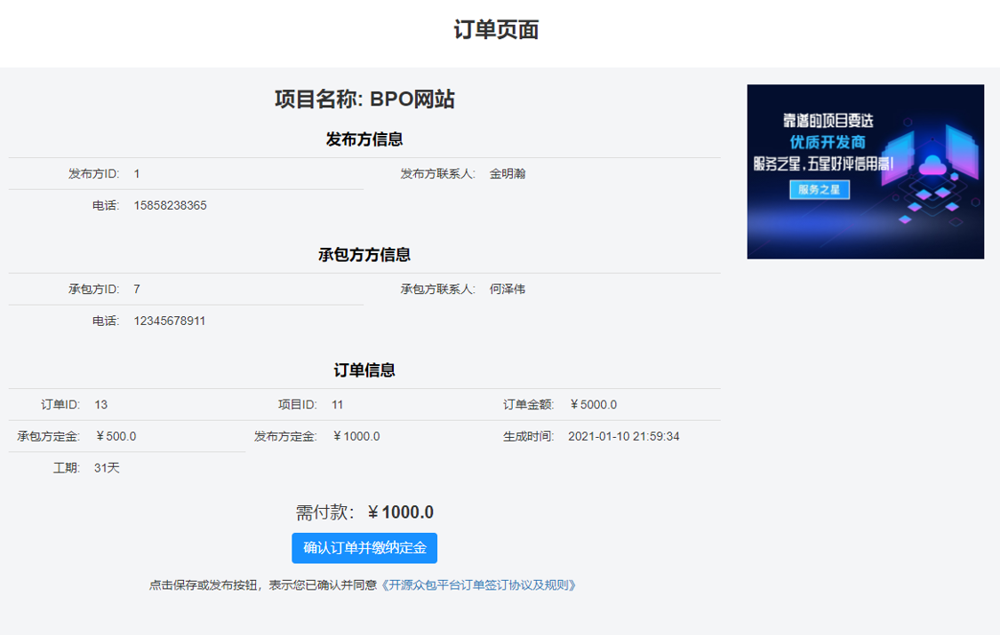 订单页面
项目名称: BPO网站
发布方信息
发布方ID: 1 发布方联系人: 金明瀚
电话: 15858238365
承包方方信息
承包方ID: 7 承包方联系人: 何泽伟
电话: 12345678911
订单信息
订单ID: 13 项目ID: 11 订单金额: ￥5000.0
承包方定金: ￥500.0 发布方定金: ￥1000.0 生成时间: 2021-01-10 21:59:34
工期: 31天
需付款：￥1000.0
确认订单并缴纳定金
点击保存或发布按钮，表示您已确认并同意《开源众包平台订单签订协议及规则》
靠谱的项目要选
优质开发商
服务之星,五星好评信用高!
服务之星